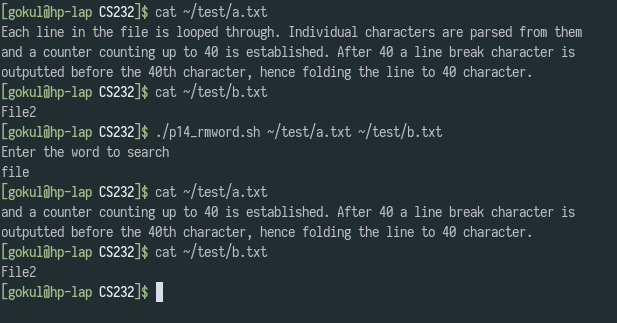 [gokul@hp-lap CS232]$ cat ~/test/a.txt
Each line in the file is looped through. Individual characters are parsed from them
and a counter counting up to 40 is established. After 40 a line break character is
outputted before the 40th character, hence folding the line to 40 character.
[gokul@hp-lap CS232]$ cat ~/test/b.txt
File2
[gokul@hp-lap CS232]$ ./p14_rmword.sh ~/test/a.txt ~/test/b.txt
Enter the word to search
file
[gokul@hp-lap CS232]$ cat ~/test/a.txt
and a counter counting up to 40 is established. After 40 a line break character is
outputted before the 40th character, hence folding the line to 40 character.
[gokul@hp-lap CS232]$ cat ~/test/b.txt
File2
[gokul@hp-lap CS232]$